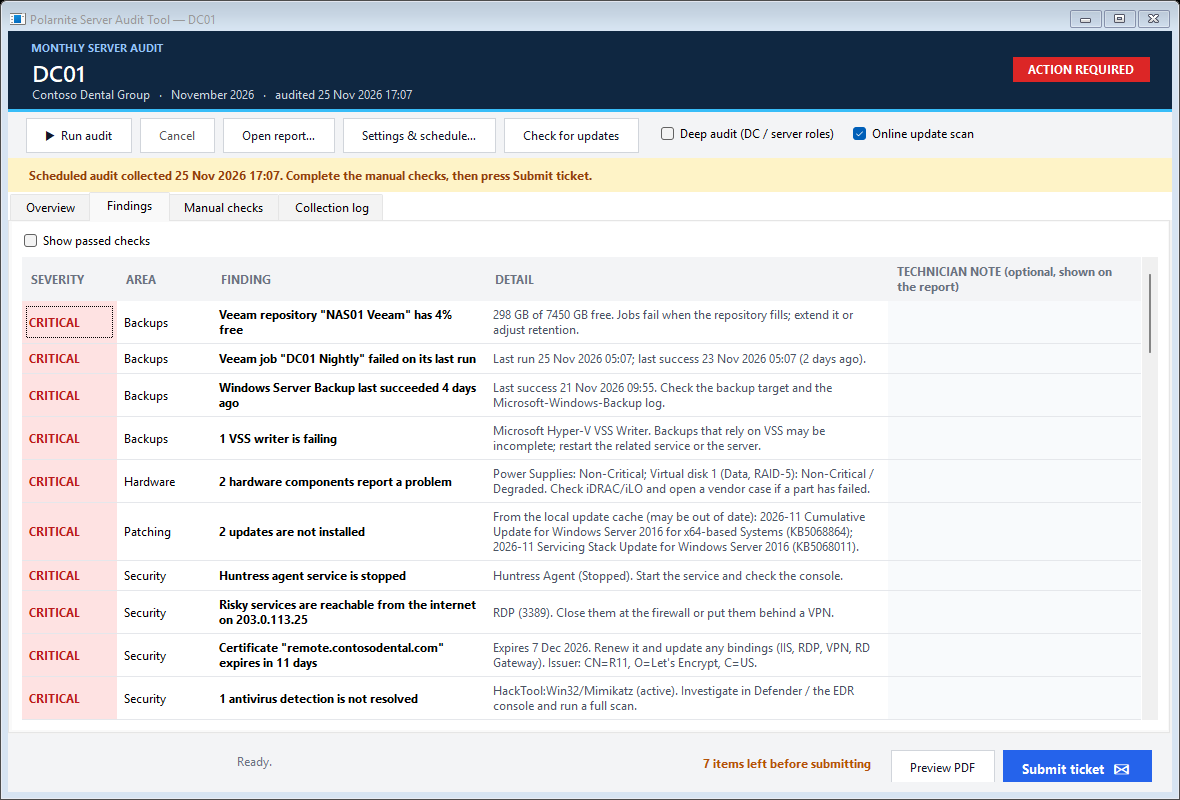 Polarnite Server Audit Tool — DC01
MONTHLY SERVER AUDIT
DC01
Contoso Dental Group · November 2026 · audited 25 Nov 2026 17:07
ACTION REQUIRED
Run audit
Cancel
Open report...
Settings & schedule...
Check for updates
Deep audit (DC / server roles)
Online update scan
Scheduled audit collected 25 Nov 2026 17:07. Complete the manual checks, then press Submit ticket.
Overview
Findings
Manual checks
Collection log
Show passed checks
SEVERITY
AREA
FINDING
DETAIL
TECHNICIAN NOTE (optional, shown on
the report)
CRITICAL
Backups
Veeam repository "NAS01 Veeam" has 4%
free
298 GB of 7450 GB free. Jobs fail when the repository fills; extend it or
adjust retention.
CRITICAL
Backups
Veeam job "DC01 Nightly" failed on its last run
Last run 25 Nov 2026 05:07; last success 23 Nov 2026 05:07 (2 days ago).
CRITICAL
Backups
Windows Server Backup last succeeded 4 days
ago
Last success 21 Nov 2026 09:55. Check the backup target and the
Microsoft-Windows-Backup log.
CRITICAL
Backups
1 VSS writer is failing
Microsoft Hyper-V VSS Writer. Backups that rely on VSS may be
incomplete; restart the related service or the server.
CRITICAL
Hardware
2 hardware components report a problem
Power Supplies: Non-Critical; Virtual disk 1 (Data, RAID-5): Non-Critical /
Degraded. Check iDRAC/iLO and open a vendor case if a part has failed.
CRITICAL
Patching
2 updates are not installed
From the local update cache (may be out of date): 2026-11 Cumulative
Update for Windows Server 2016 for x64-based Systems (KB5068864);
2026-11 Servicing Stack Update for Windows Server 2016 (KB5068011).
CRITICAL
Security
Huntress agent service is stopped
Huntress Agent (Stopped). Start the service and check the console.
CRITICAL
Security
Risky services are reachable from the internet
on 203.0.113.25
RDP (3389). Close them at the firewall or put them behind a VPN.
CRITICAL
Security
Certificate "remote.contosodental.com"
expires in 11 days
Expires 7 Dec 2026. Renew it and update any bindings (IIS, RDP, VPN, RD
Gateway). Issuer: CN=R11, O=Let's Encrypt, C=US.
CRITICAL
Security
1 antivirus detection is not resolved
HackTool:Win32/Mimikatz (active). Investigate in Defender / the EDR
console and run a full scan.
Ready.
7 items left before submitting
Preview PDF
Submit ticket